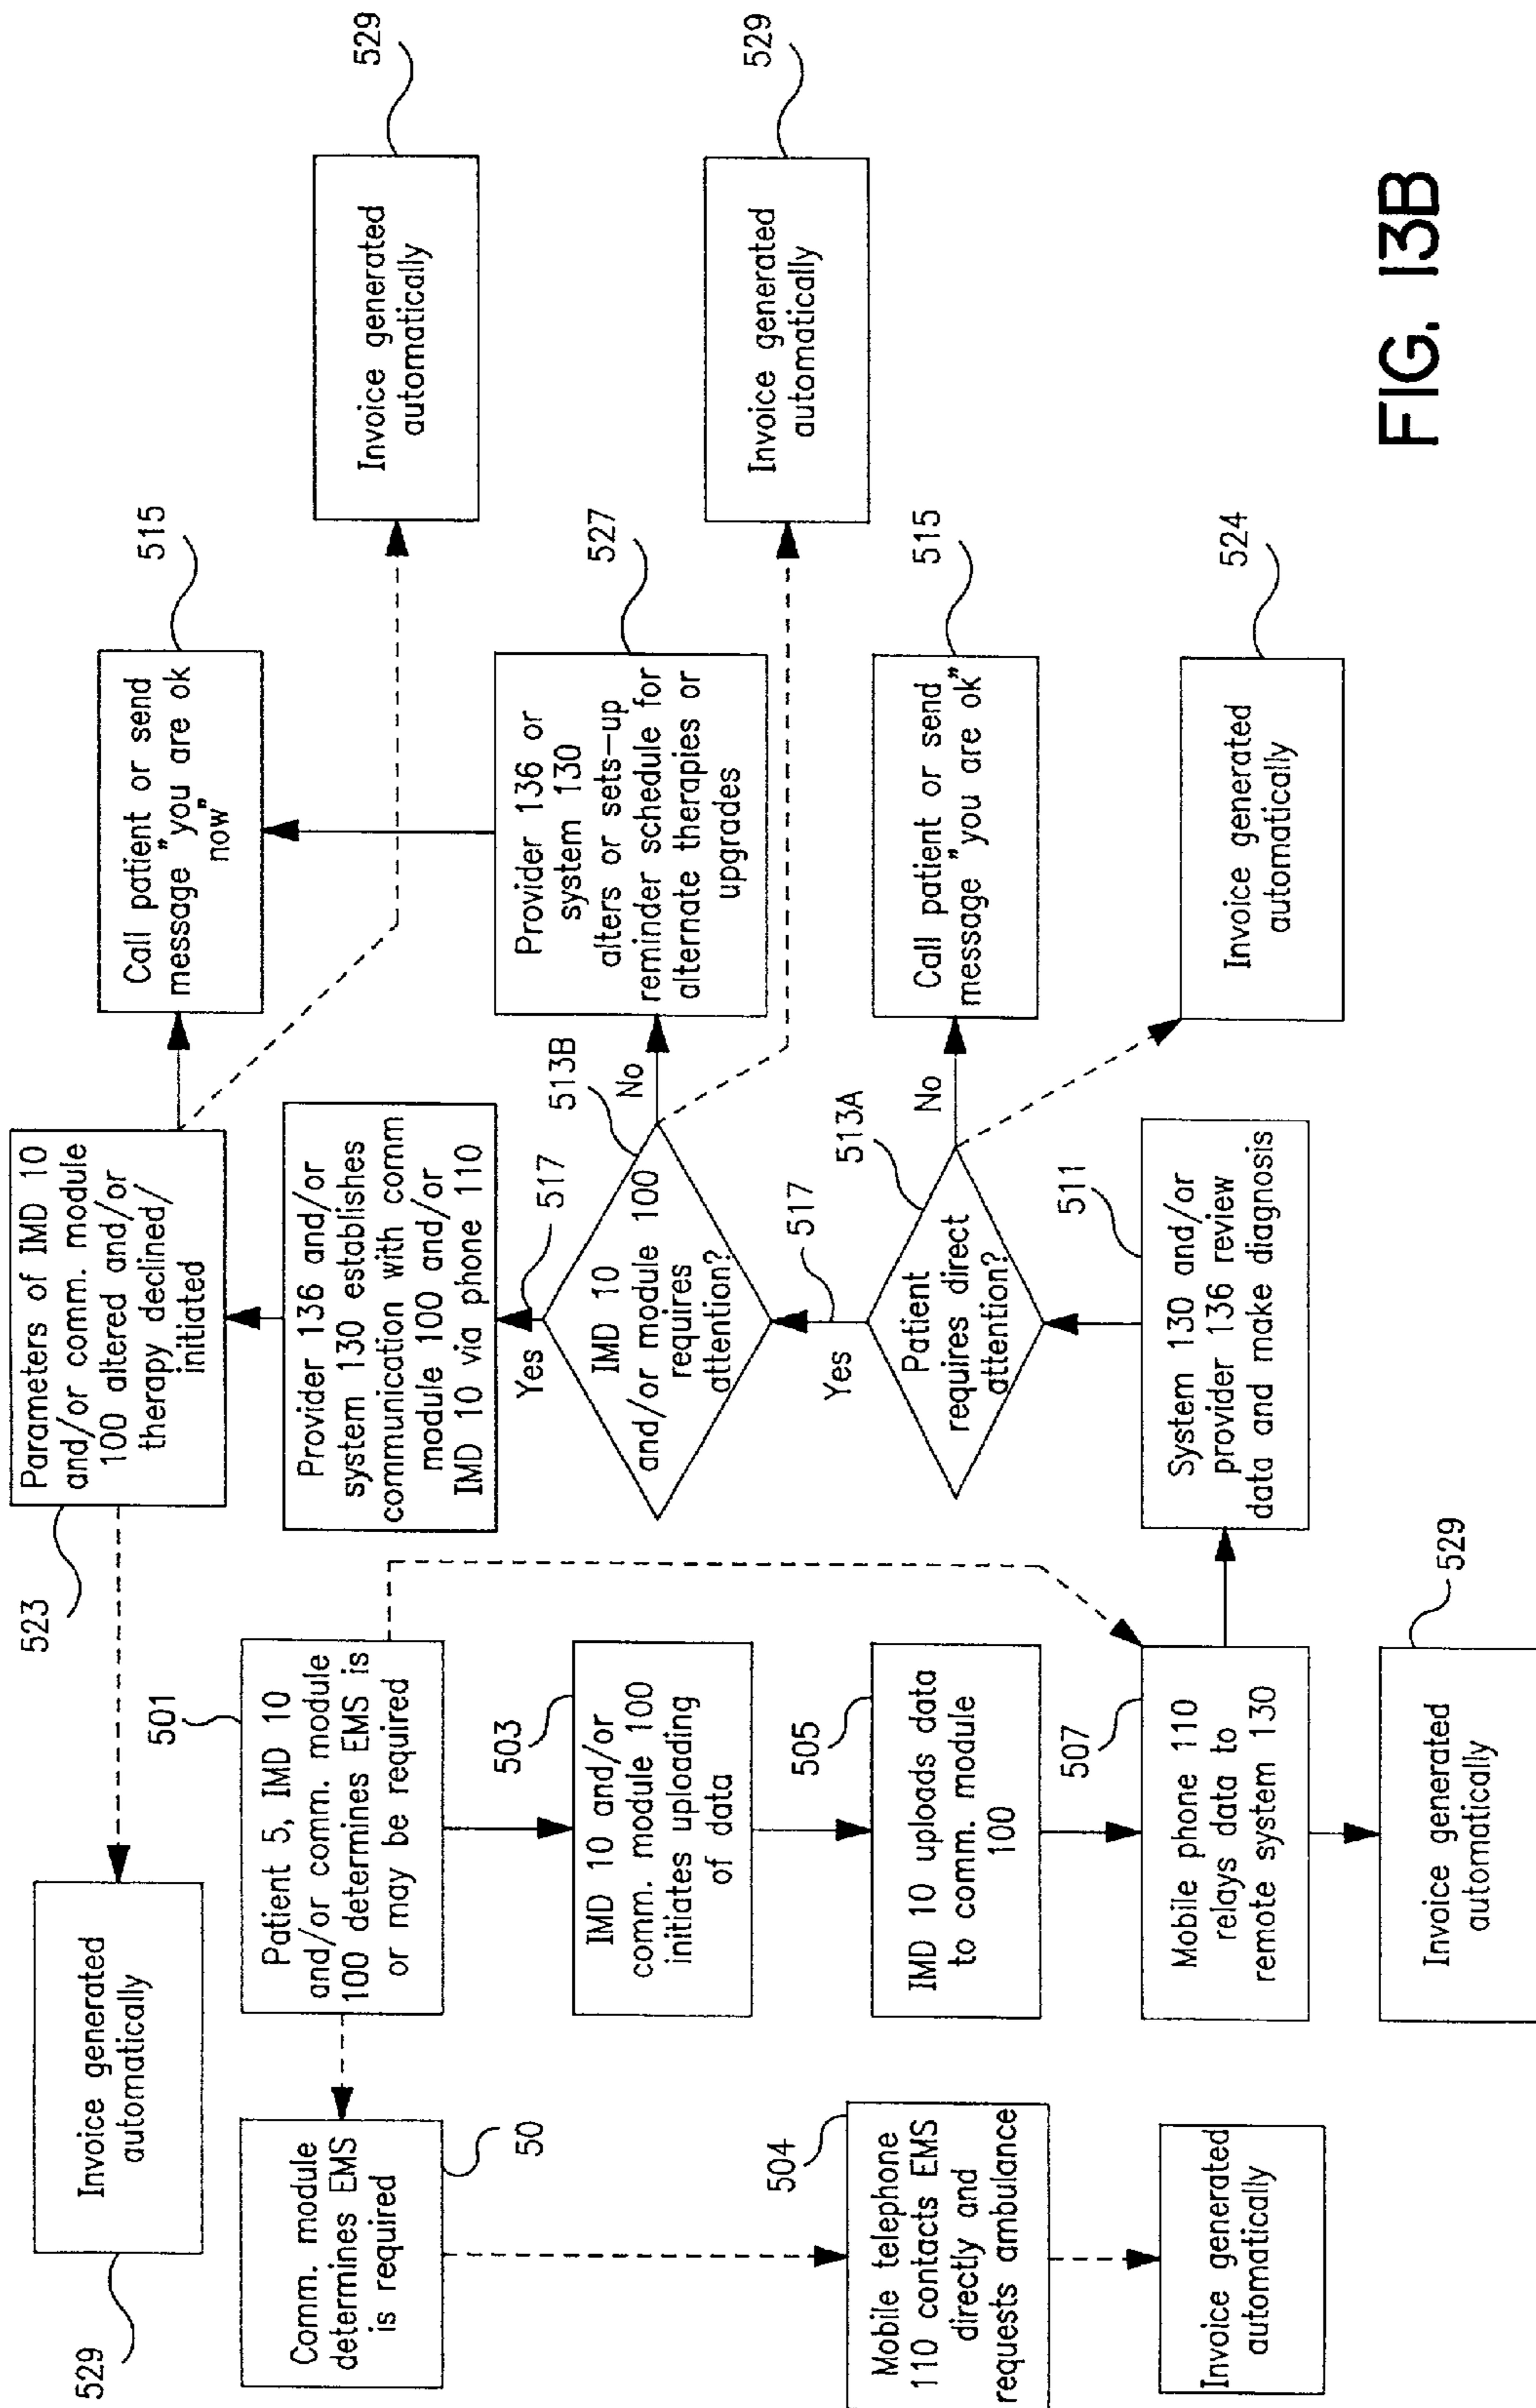 529
Invoice generated
automatically
Comm. module
determines EMS
is required
50
504
Mobile telephone
110 contacts EMS
directly and
requests ambulance
Invoice generated
automatically
523
501
Patient 5, IMD 10
and/or comm. module
100 determines EMS is
or may be required
503
IMD 10 and/or
comm. module 100
initiates uploading
of data
505
IMD 10 uploads data
to comm. module
100
507
Mobile phone 110
relays data to
remote system 130
529
Invoice generated
automatically
Parameters of IMD 10
and/or comm. module
100 altered and/or
therapy declined/
initiated
Provider 136 and/or
system 130 establishes
communication with comm
module 100 and/or
IMD 10 via phone 110
Yes
517
513B
IMD 10
and/or module 100
requires
attention?
No
Yes
517
513A
Patient
requires direct
attention?
No
511
System 130 and/or
provider 136 review
data and make diagnosis
515
Call patient or send
message "you are ok
now"
527
Provider 136 or
system 130
alters or sets-up
reminder schedule for
alternate therapies or
upgrades
515
Call patient or send
message "you are ok"
524
Invoice generated
automatically
529
Invoice generated
automatically
529
Invoice generated
automatically
FIG. 13B